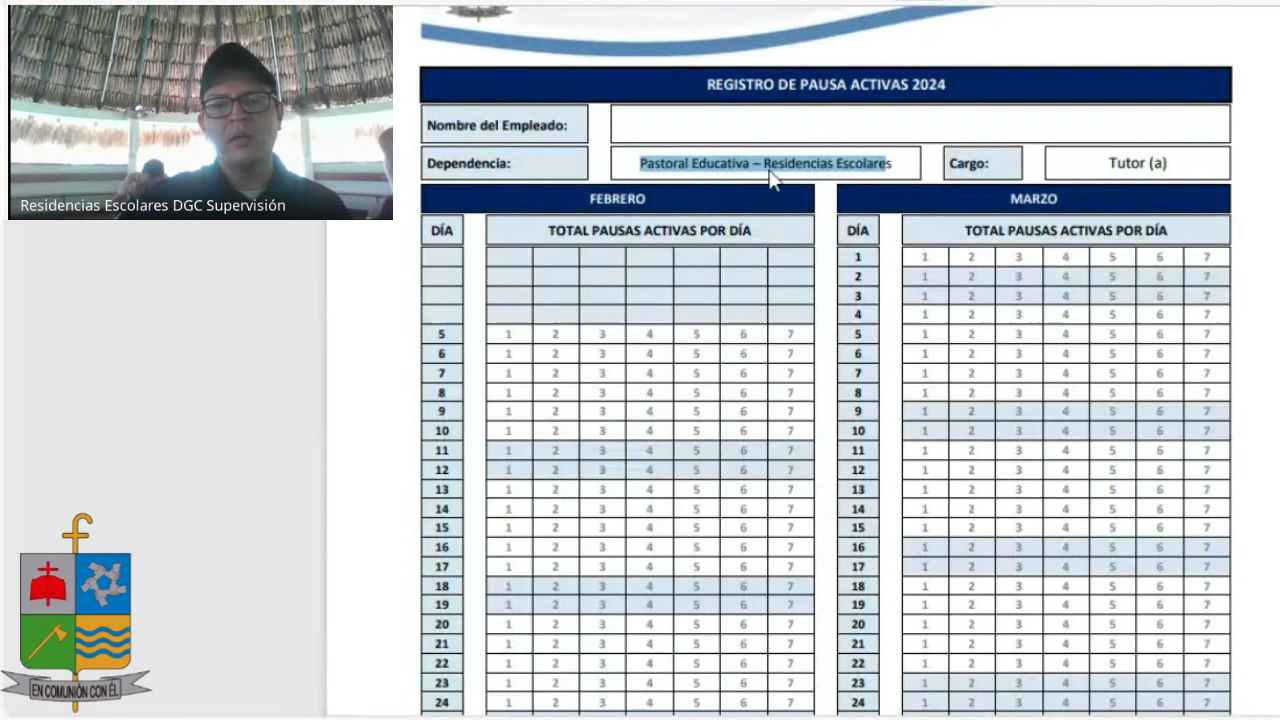 REGISTRO DE PAUSA ACTIVAS 2024
Nombre del Empleado:
Dependencia: Pastoral Educativa – Residencias Escolares Cargo: Tutor (a)
FEBRERO MARZO
DÍA TOTAL PAUSAS ACTIVAS POR DÍA DÍA TOTAL PAUSAS ACTIVAS POR DÍA
1 1 2 3 4 5 6 7
2 1 2 3 4 5 6 7
3 1 2 3 4 5 6 7
4 1 2 3 4 5 6 7
5 1 2 3 4 5 6 7 5 1 2 3 4 5 6 7
6 1 2 3 4 5 6 7 6 1 2 3 4 5 6 7
7 1 2 3 4 5 6 7 7 1 2 3 4 5 6 7
8 1 2 3 4 5 6 7 8 1 2 3 4 5 6 7
9 1 2 3 4 5 6 7 9 1 2 3 4 5 6 7
10 1 2 3 4 5 6 7 10 1 2 3 4 5 6 7
11 1 2 3 4 5 6 7 11 1 2 3 4 5 6 7
12 1 2 3 4 5 6 7 12 1 2 3 4 5 6 7
13 1 2 3 4 5 6 7 13 1 2 3 4 5 6 7
14 1 2 3 4 5 6 7 14 1 2 3 4 5 6 7
15 1 2 3 4 5 6 7 15 1 2 3 4 5 6 7
16 1 2 3 4 5 6 7 16 1 2 3 4 5 6 7
17 1 2 3 4 5 6 7 17 1 2 3 4 5 6 7
18 1 2 3 4 5 6 7 18 1 2 3 4 5 6 7
19 1 2 3 4 5 6 7 19 1 2 3 4 5 6 7
20 1 2 3 4 5 6 7 20 1 2 3 4 5 6 7
21 1 2 3 4 5 6 7 21 1 2 3 4 5 6 7
22 1 2 3 4 5 6 7 22 1 2 3 4 5 6 7
23 1 2 3 4 5 6 7 23 1 2 3 4 5 6 7
24 1 2 3 4 5 6 7 24 1 2 3 4 5 6 7
Residencias Escolares DGC Supervisión
EN COMUNIÓN CON ÉL